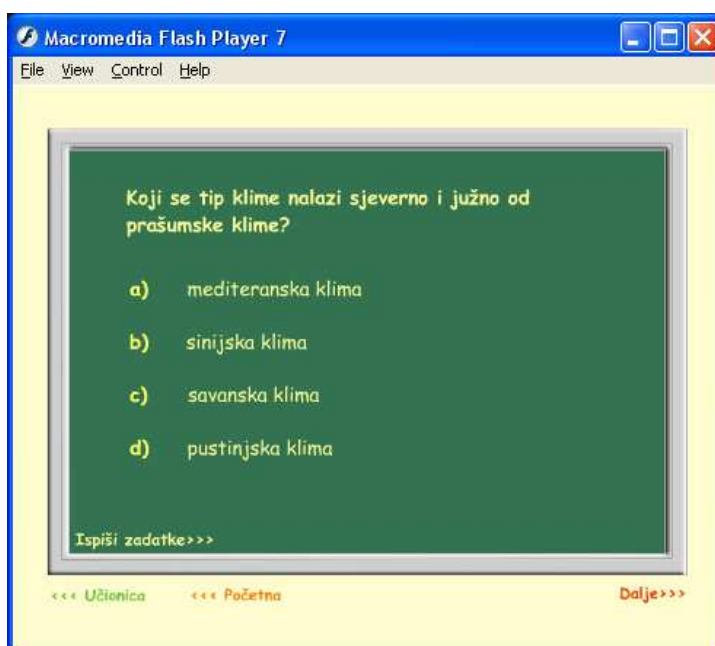 Macromedia Flash Player 7
File View Control Help
Koji se tip klime nalazi sjeverno i južno od
prašumske klime?
a) mediteranska klima
b) sinijska klima
c) savanska klima
d) pustinjska klima
Ispiši zadatke>>>
<<< Učionica <<< Početna Dalje>>>